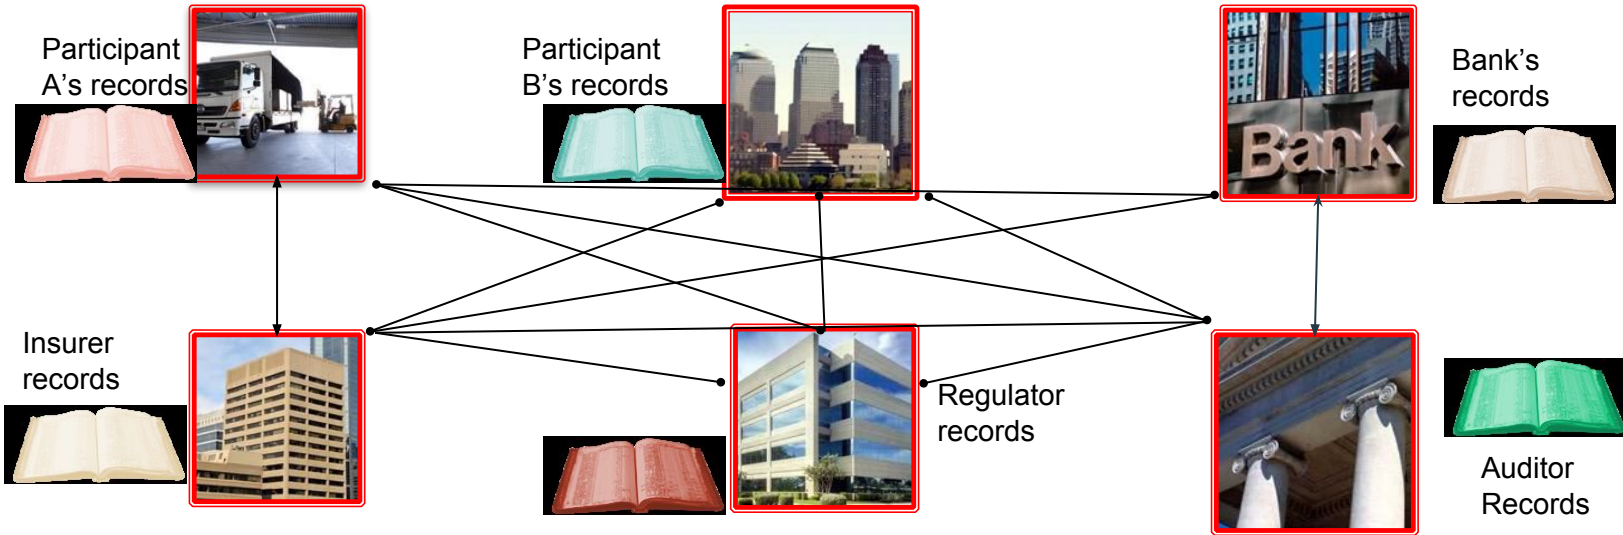 Participant
A’s records
Participant
B’s records
Bank
Bank’s
records
Insurer
records
Regulator
records
Auditor
Records